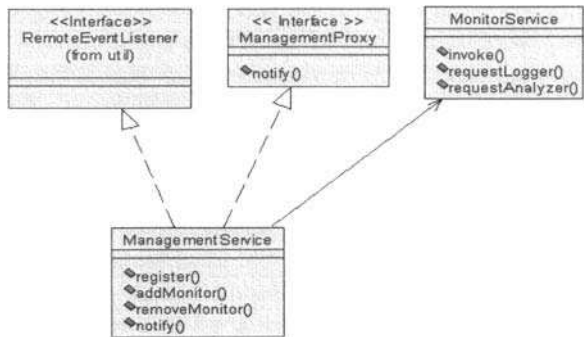 <<Interface>>
RemoteEventListener
(from util)
<< Interface >>
ManagementProxy
notify()
MonitorService
invoke()
requestLogger()
requestAnalyzer()
ManagementService
register()
addMonitor()
removeMonitor()
notify()